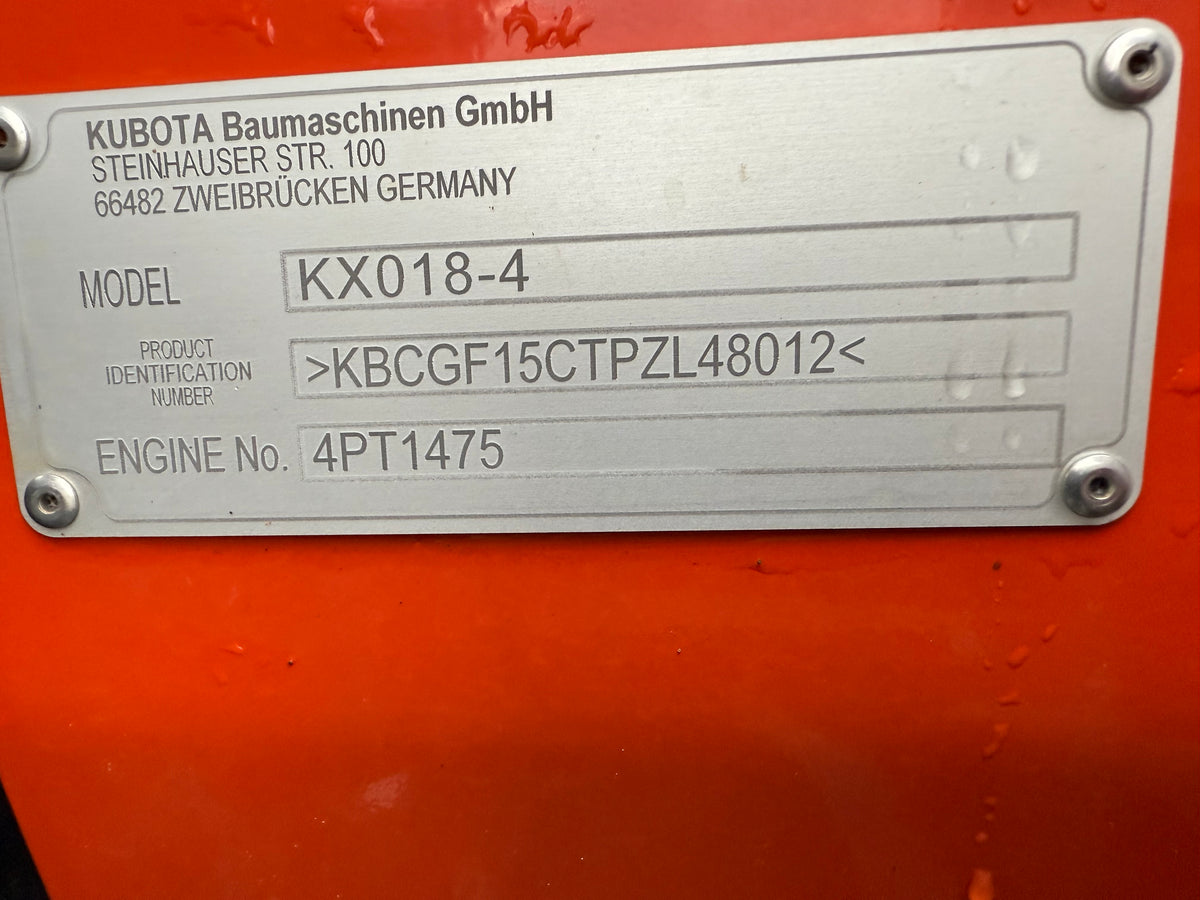 KUBOTA Baumaschinen GmbH
STEINHAUSER STR. 100
66482 ZWEIBRÜCKEN GERMANY
MODEL KX018-4
PRODUCT
IDENTIFICATION
NUMBER
>KBCGF15CTPZL48012<
ENGINE No. 4PT1475